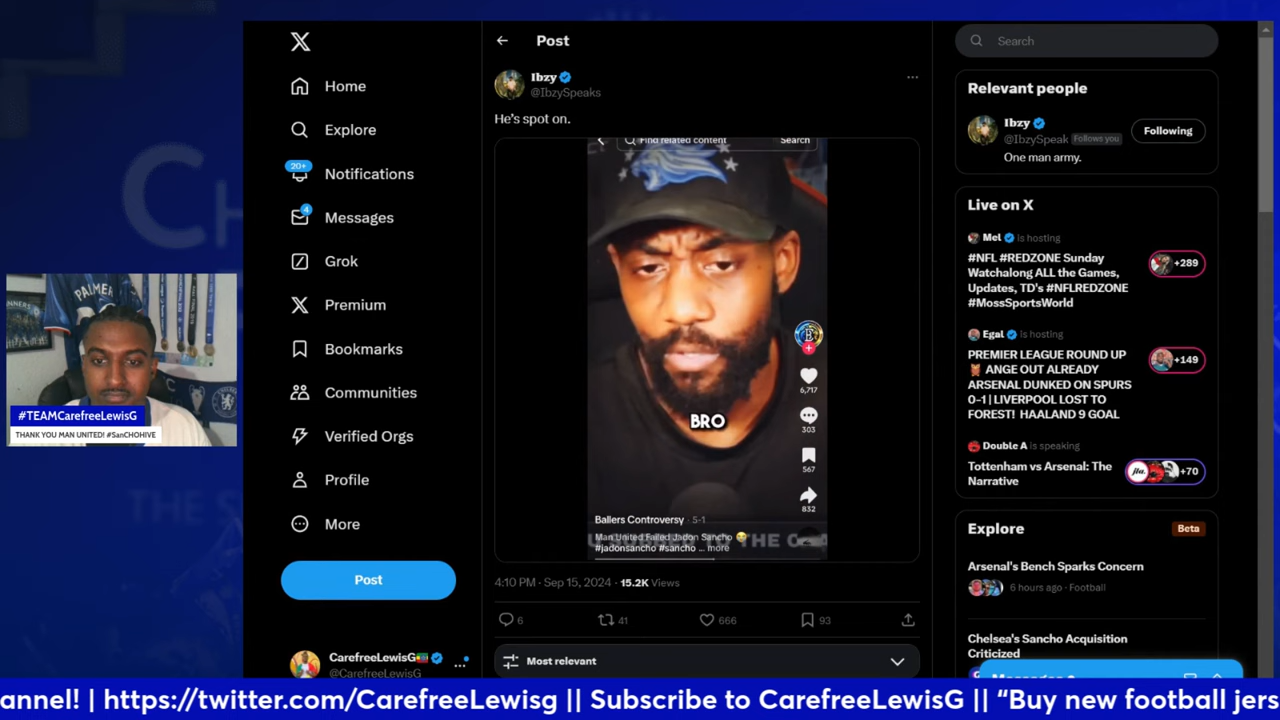 Post
Ibzy
@IbzySpeaks
He's spot on.
Find related content
Search
BRO
6,717
303
567
832
Ballers Controversy · 5-1
Man United Failed Jadon Sancho
#jadonsancho #sancho ... more
THE
4:10 PM · Sep 15, 2024 · 15.2K Views
6
41
666
93
Most relevant
Home
Explore
20+
Notifications
4
Messages
Grok
Premium
Bookmarks
Communities
Verified Orgs
Profile
More
Post
CarefreeLewisG
@CarefreeLewisG
Search
Relevant people
Ibzy
@IbzySpeak Follows you
Following
One man army.
Live on X
Mel is hosting
#NFL #REDZONE Sunday
Watchalong ALL the Games,
Updates, TD's #NFLREDZONE
#MossSportsWorld
+289
Egal is hosting
PREMIER LEAGUE ROUND UP
ANGE OUT ALREADY
ARSENAL DUNKED ON SPURS
0-1 | LIVERPOOL LOST TO
FOREST! HAALAND 9 GOAL
+149
Double A is speaking
Tottenham vs Arsenal: The
Narrative
+70
Explore
Beta
Arsenal's Bench Sparks Concern
6 hours ago · Football
Chelsea's Sancho Acquisition
Criticized
PALMER
#TEAMCarefreeLewisG
THANK YOU MAN UNITED! #SanCHOHIVE
annel! | https://twitter.com/CarefreeLewisg || Subscribe to CarefreeLewisG || “Buy new football jers